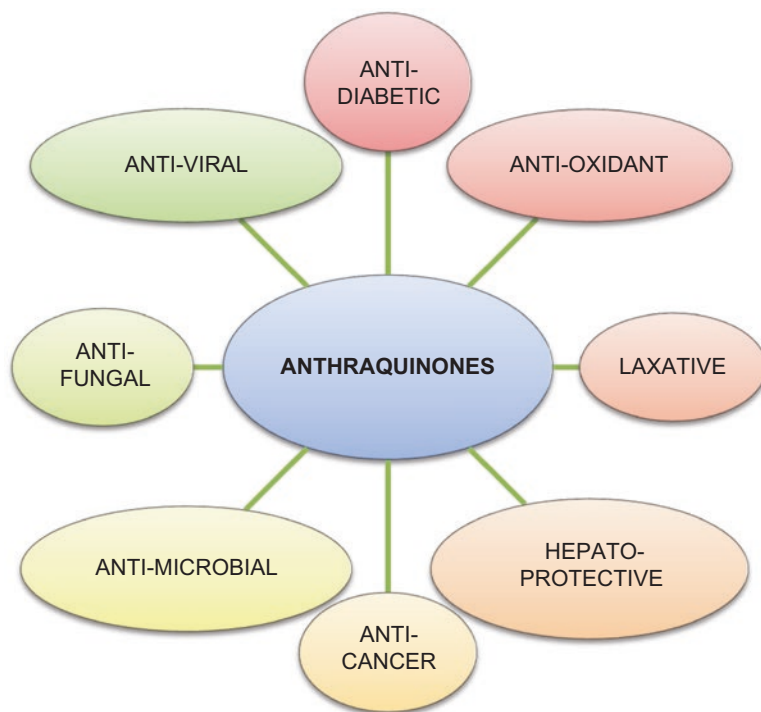 ANTI-
DIABETIC
ANTI-VIRAL
ANTI-OXIDANT
ANTI-
FUNGAL
ANTHRAQUINONES
LAXATIVE
ANTI-MICROBIAL
HEPATO-
PROTECTIVE
ANTI-
CANCER